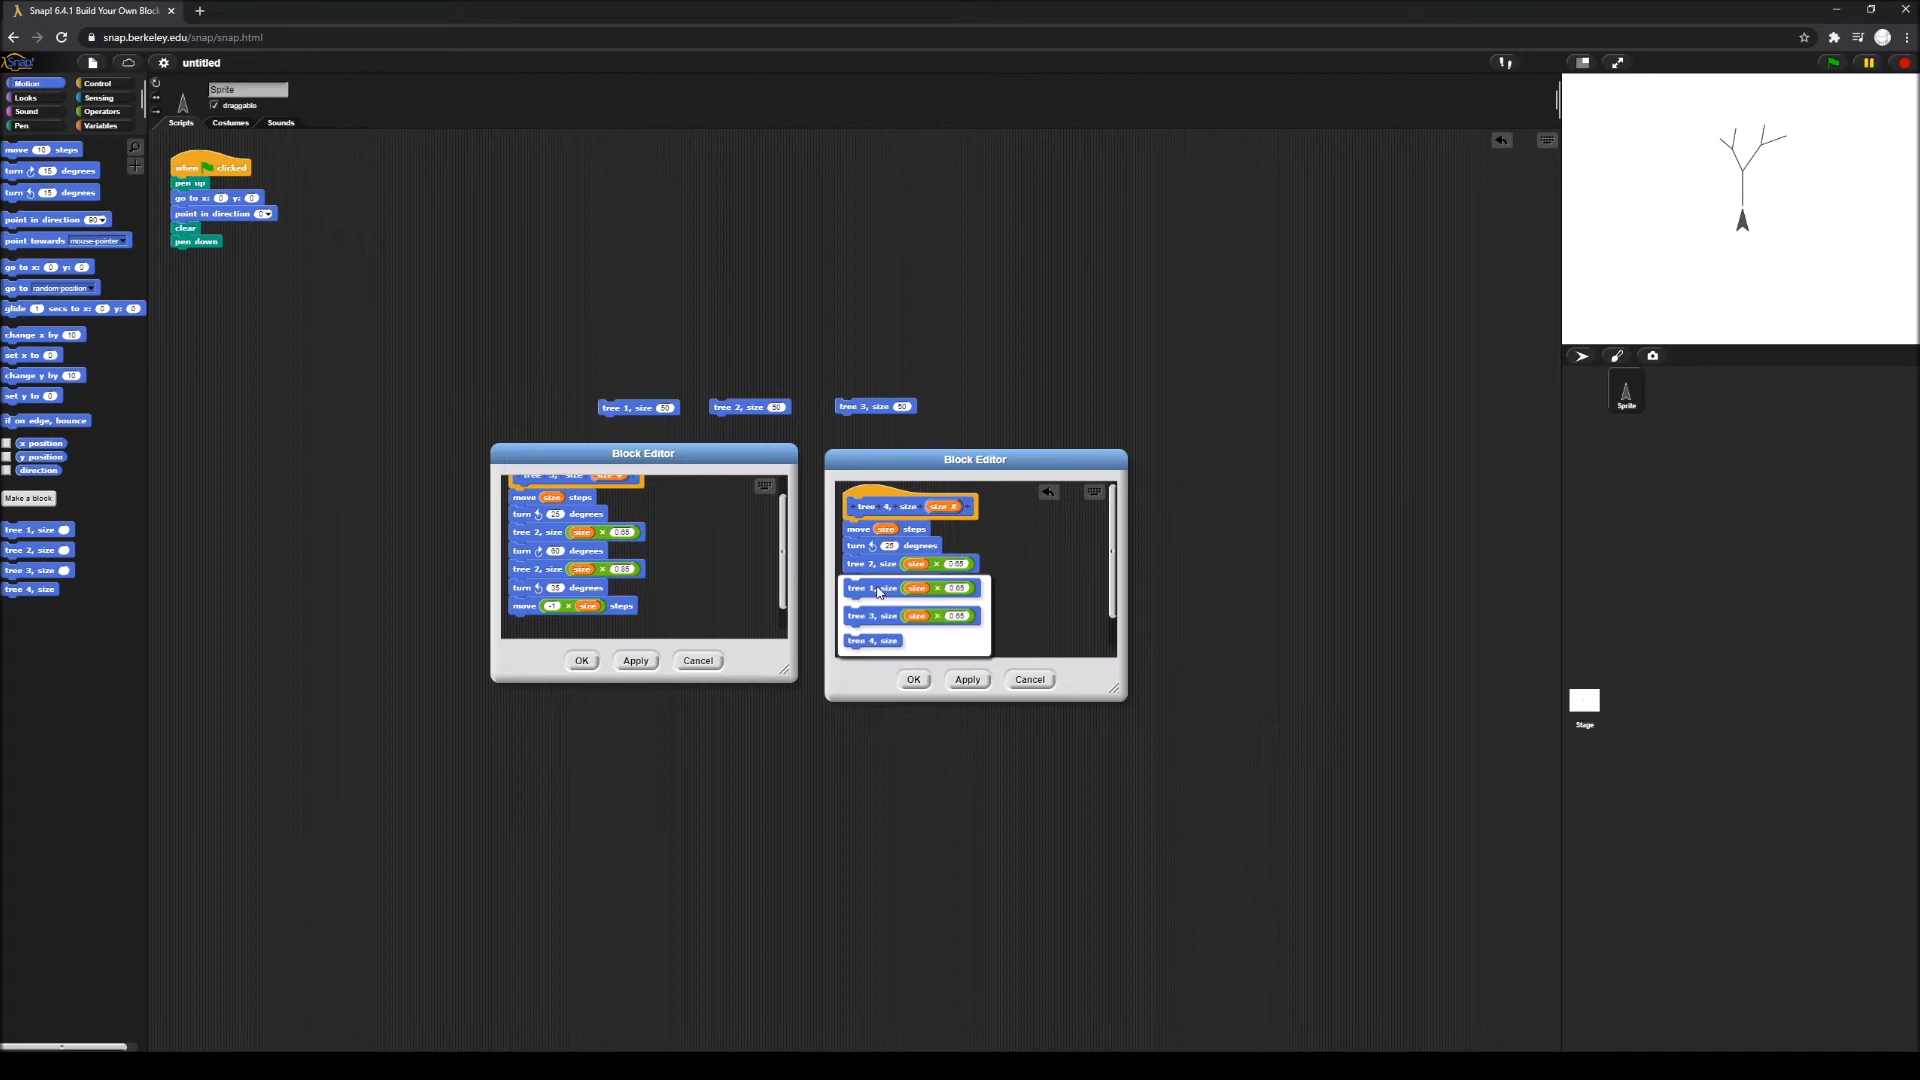 Snap! 6.4.1 Build Your Own Bloc
snap.berkeley.edu/snap/snap.html
Snap!
untitled
Motion
Control
Looks
Sensing
Sound
Operators
Pen
Variables
Sprite
draggable
Scripts
Costumes
Sounds
move 10 steps
turn 15 degrees
turn 15 degrees
point in direction 90
point towards mouse-pointer
go to x: 0 y: 0
go to random position
glide 1 secs to x: 0 y: 0
change x by 10
set x to 0
change y by 10
set y to 0
if on edge, bounce
x position
y position
direction
Make a block
tree 1, size
tree 2, size
tree 3, size
tree 4, size
when clicked
pen up
go to x: 0 y: 0
point in direction 0
clear
pen down
tree 1, size 50
tree 2, size 50
tree 3, size 50
Block Editor
tree 3, size size #
move size steps
turn 25 degrees
tree 2, size size × 0.65
turn 60 degrees
tree 2, size size × 0.85
turn 35 degrees
move -1 × size steps
OK
Apply
Cancel
Block Editor
+ tree + 4, + size + size # +
move size steps
turn 25 degrees
tree 2, size size × 0.65
tree 1, size size × 0.65
tree 3, size size × 0.65
tree 4, size
OK
Apply
Cancel
Sprite
Stage